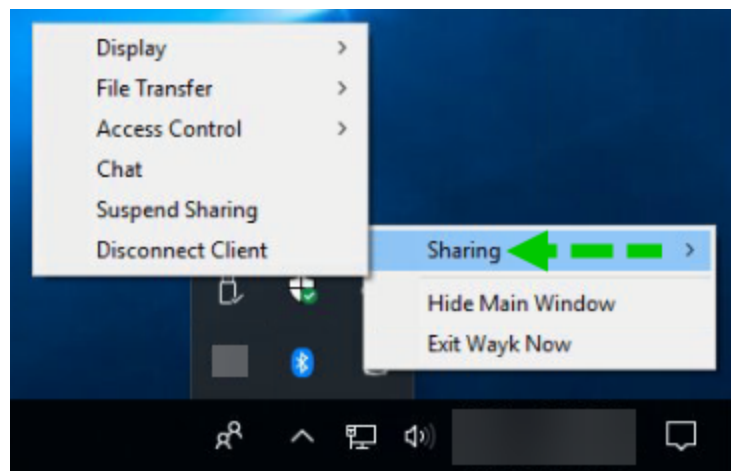 Display
File Transfer
Access Control
Chat
Suspend Sharing
Disconnect Client
Sharing
Hide Main Window
Exit Wayk Now